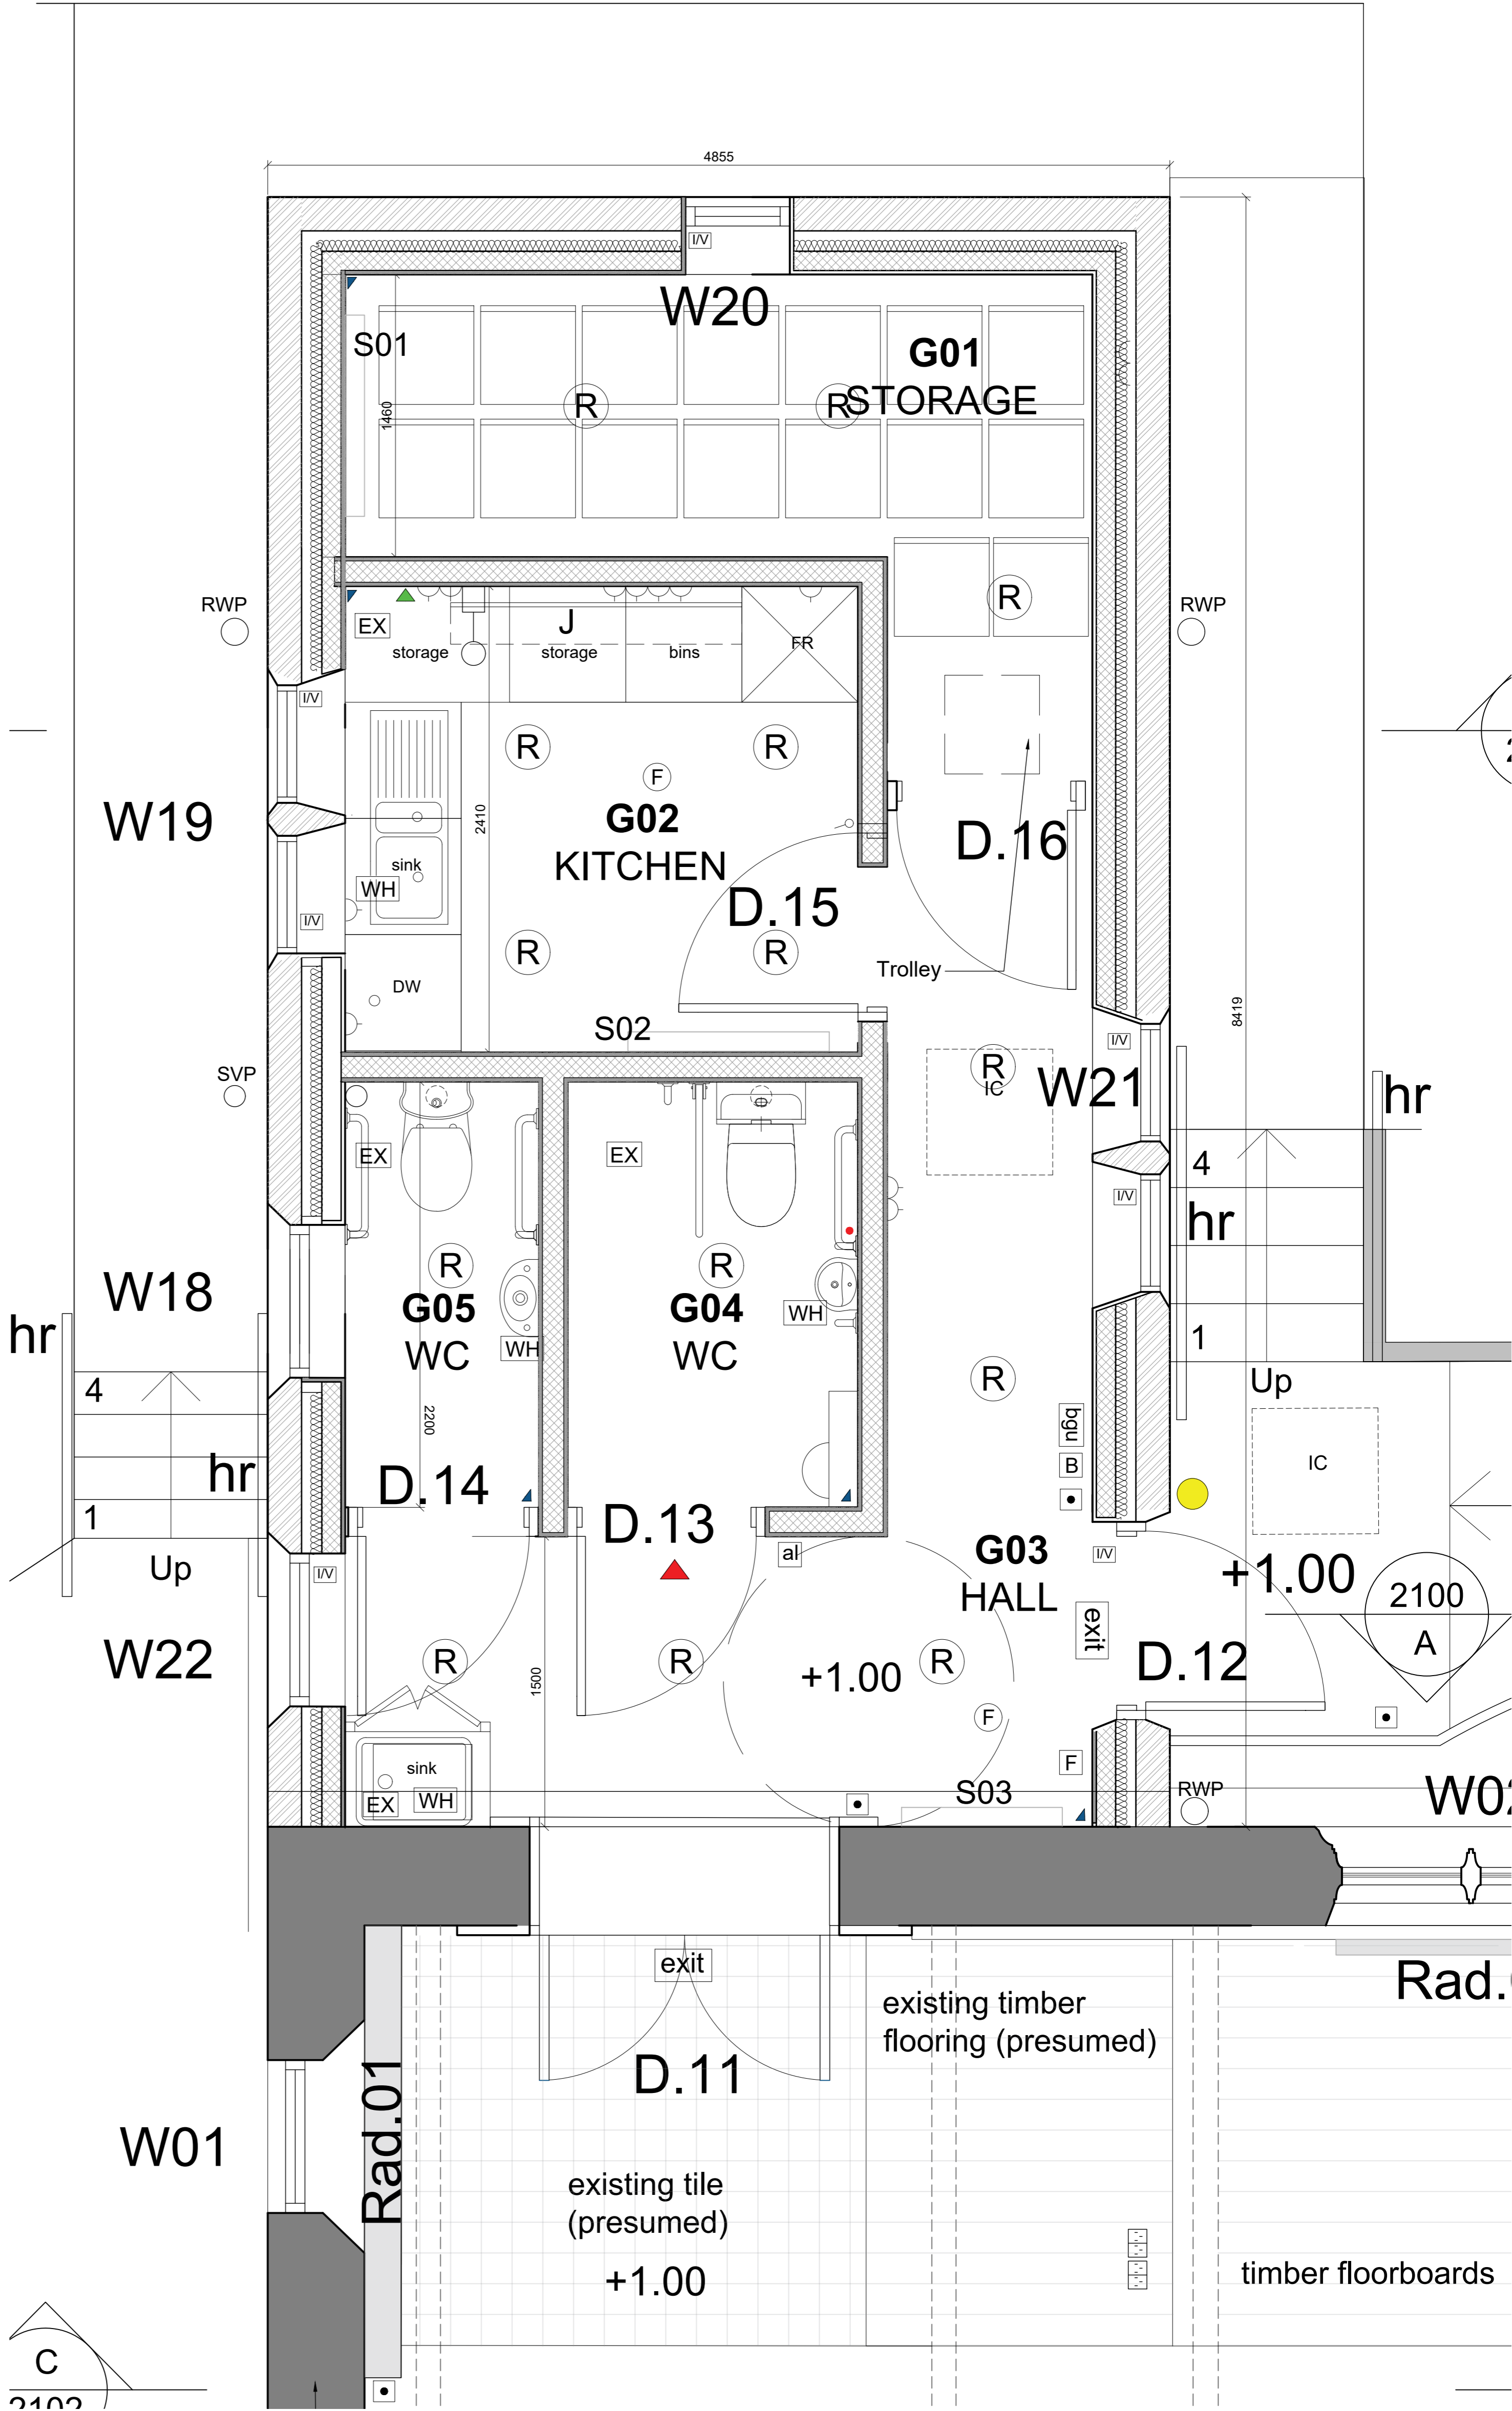 4855
I/V
W20
S01
G01
STORAGE
R
R
1460
R
RWP
RWP
EX
J
storage
storage
bins
FR
I/V
R
R
F
W19
2410
G02
KITCHEN
D.16
sink
WH
D.15
I/V
R
R
Trolley
DW
S02
8419
I/V
R
IC
W21
SVP
hr
EX
EX
4
I/V
hr
R
R
W18
G05
WC
G04
WC
WH
WH
hr
1
R
Up
4
2200
bgu
IC
B
hr
D.14
1
D.13
Up
al
G03
HALL
I/V
I/V
+1.00
2100
A
exit
W22
R
R
R
D.12
+1.00
1500
F
F
sink
EX
WH
S03
RWP
W02
exit
Rad.
existing timber
flooring (presumed)
D.11
Rad.01
W01
existing tile
(presumed)
+1.00
timber floorboards
C
2102